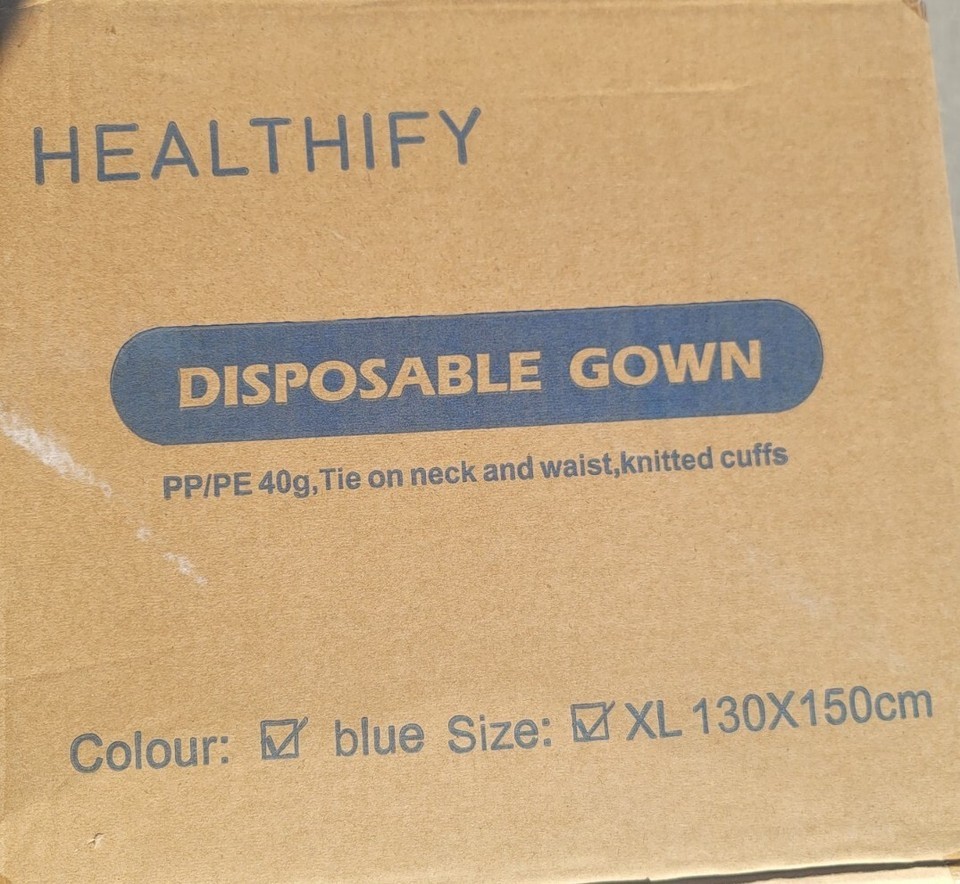 HEALTHIFY
DISPOSABLE GOWN
PP/PE 40g,Tie on neck and waist,knitted cuffs
Colour: ☑ blue Size: ☑ XL 130X150cm